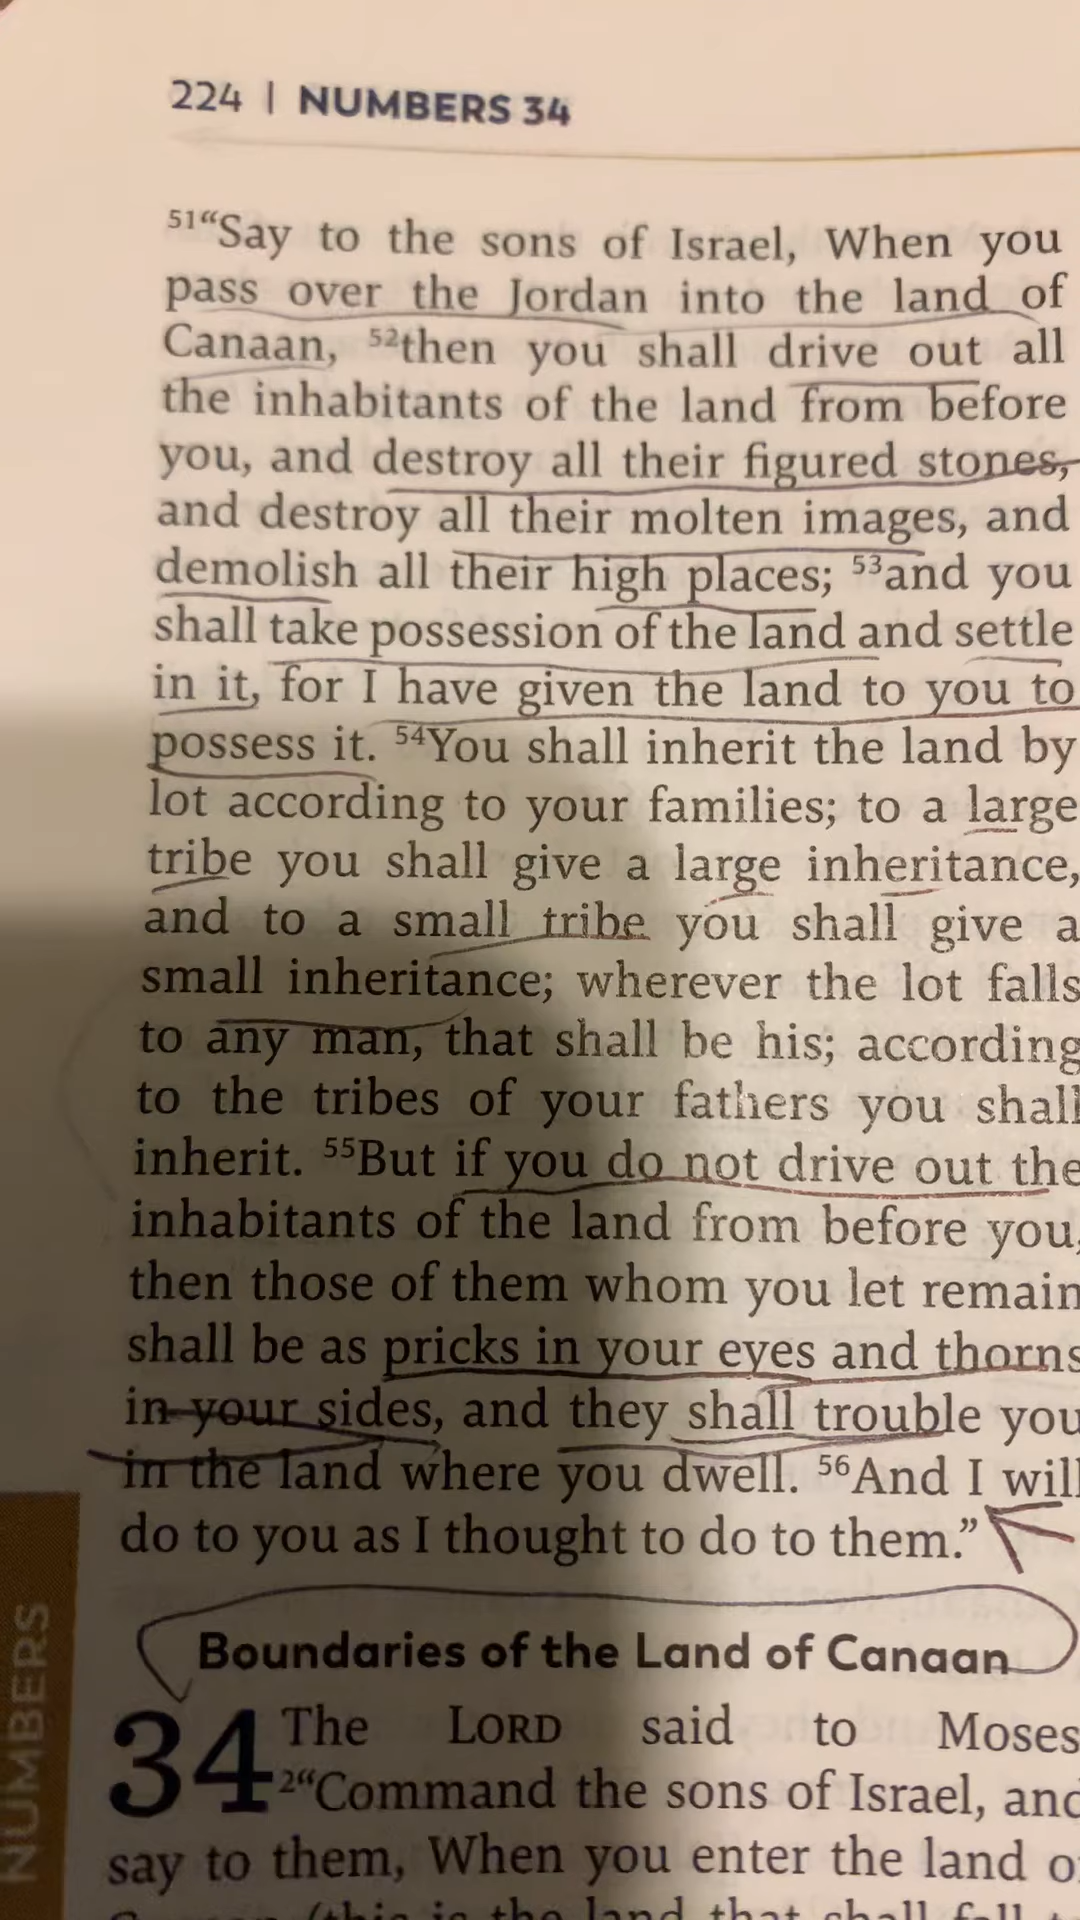 224 | NUMBERS 34
51“Say to the sons of Israel, When you
pass over the Jordan into the land of
Canaan, 52then you shall drive out all
the inhabitants of the land from before
you, and destroy all their figured stones,
and destroy all their molten images, and
demolish all their high places; 53and you
shall take possession of the land and settle
in it, for I have given the land to you to
possess it. 54You shall inherit the land by
lot according to your families; to a large
tribe you shall give a large inheritance,
and to a small tribe you shall give a
small inheritance; wherever the lot falls
to any man, that shall be his; according
to the tribes of your fathers you shall
inherit. 55But if you do not drive out the
inhabitants of the land from before you,
then those of them whom you let remain
shall be as pricks in your eyes and thorns
in your sides, and they shall trouble you
in the land where you dwell. 56And I will
do to you as I thought to do to them.”
Boundaries of the Land of Canaan
34 The LORD said to Moses
2“Command the sons of Israel, and
say to them, When you enter the land
(this is the land that shall fall
NUMBERS